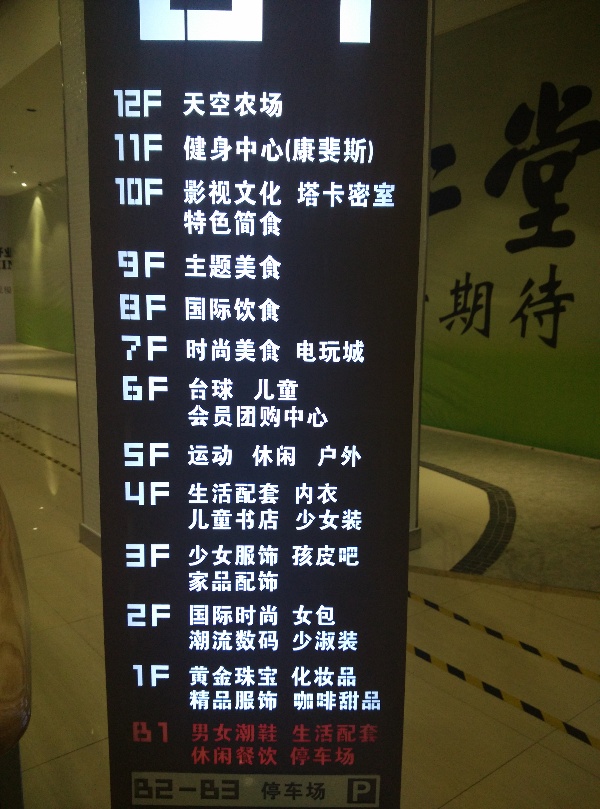 B1
12F 天空农场
11F 健身中心(康斐斯)
10F 影视文化 塔卡密室
特色简食
9F 主题美食
8F 国际饮食
7F 时尚美食 电玩城
6F 台球 儿童
会员团购中心
5F 运动 休闲 户外
4F 生活配套 内衣
儿童书店 少女装
3F 少女服饰 孩皮吧
家品配饰
2F 国际时尚 女包
潮流数码 少淑装
1F 黄金珠宝 化妆品
精品服饰 咖啡甜品
B1 男女潮鞋 生活配套
休闲餐饮 停车场
B2-B3 停车场 P
堂
期待